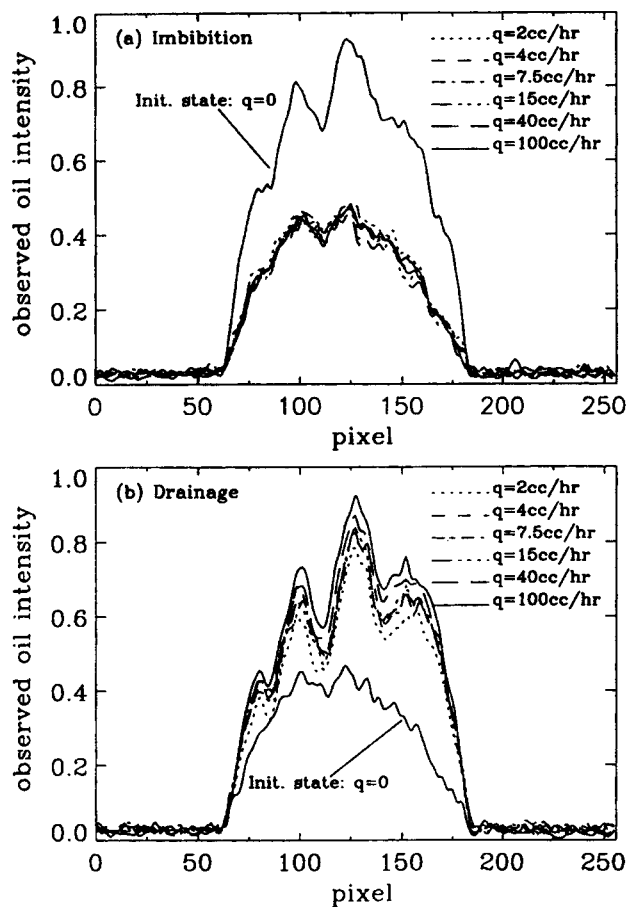 (a) Imbibition
q=2cc/hr
q=4cc/hr
q=7.5cc/hr
q=15cc/hr
q=40cc/hr
q=100cc/hr
Init. state: q=0
observed oil intensity
1.0
0.8
0.6
0.4
0.2
0.0
0 50 100 150 200 250
pixel
(b) Drainage
q=2cc/hr
q=4cc/hr
q=7.5cc/hr
q=15cc/hr
q=40cc/hr
q=100cc/hr
Init. state: q=0
observed oil intensity
1.0
0.8
0.6
0.4
0.2
0.0
0 50 100 150 200 250
pixel